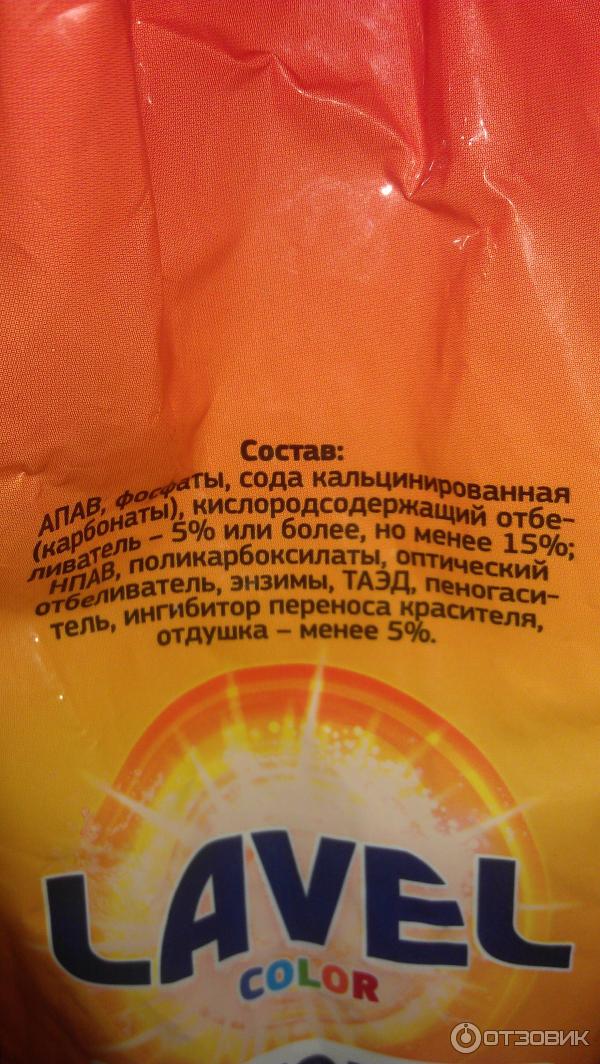 Состав:
АПАВ, фосфаты, сода кальцинированная
(карбонаты), кислородсодержащий отбе-
ливатель – 5% или более, но менее 15%;
НПАВ, поликарбоксилаты, оптический
отбеливатель, энзимы, ТАЭД, пеногаси-
тель, ингибитор переноса красителя,
отдушка – менее 5%.
LAVEL
COLOR
ОТЗОВИК